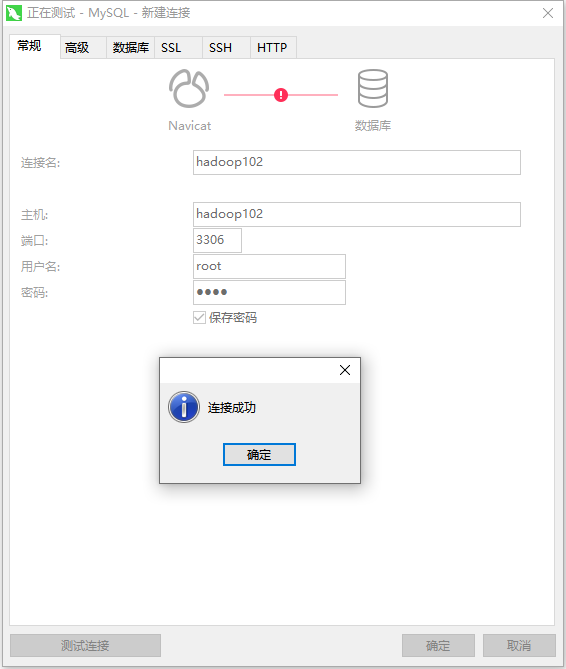 正在测试 - MySQL - 新建连接
常规 高级 数据库 SSL SSH HTTP
Navicat 数据库
连接名: hadoop102
主机: hadoop102
端口: 3306
用户名: root
密码: ●●●●
保存密码
连接成功
确定
测试连接 确定 取消